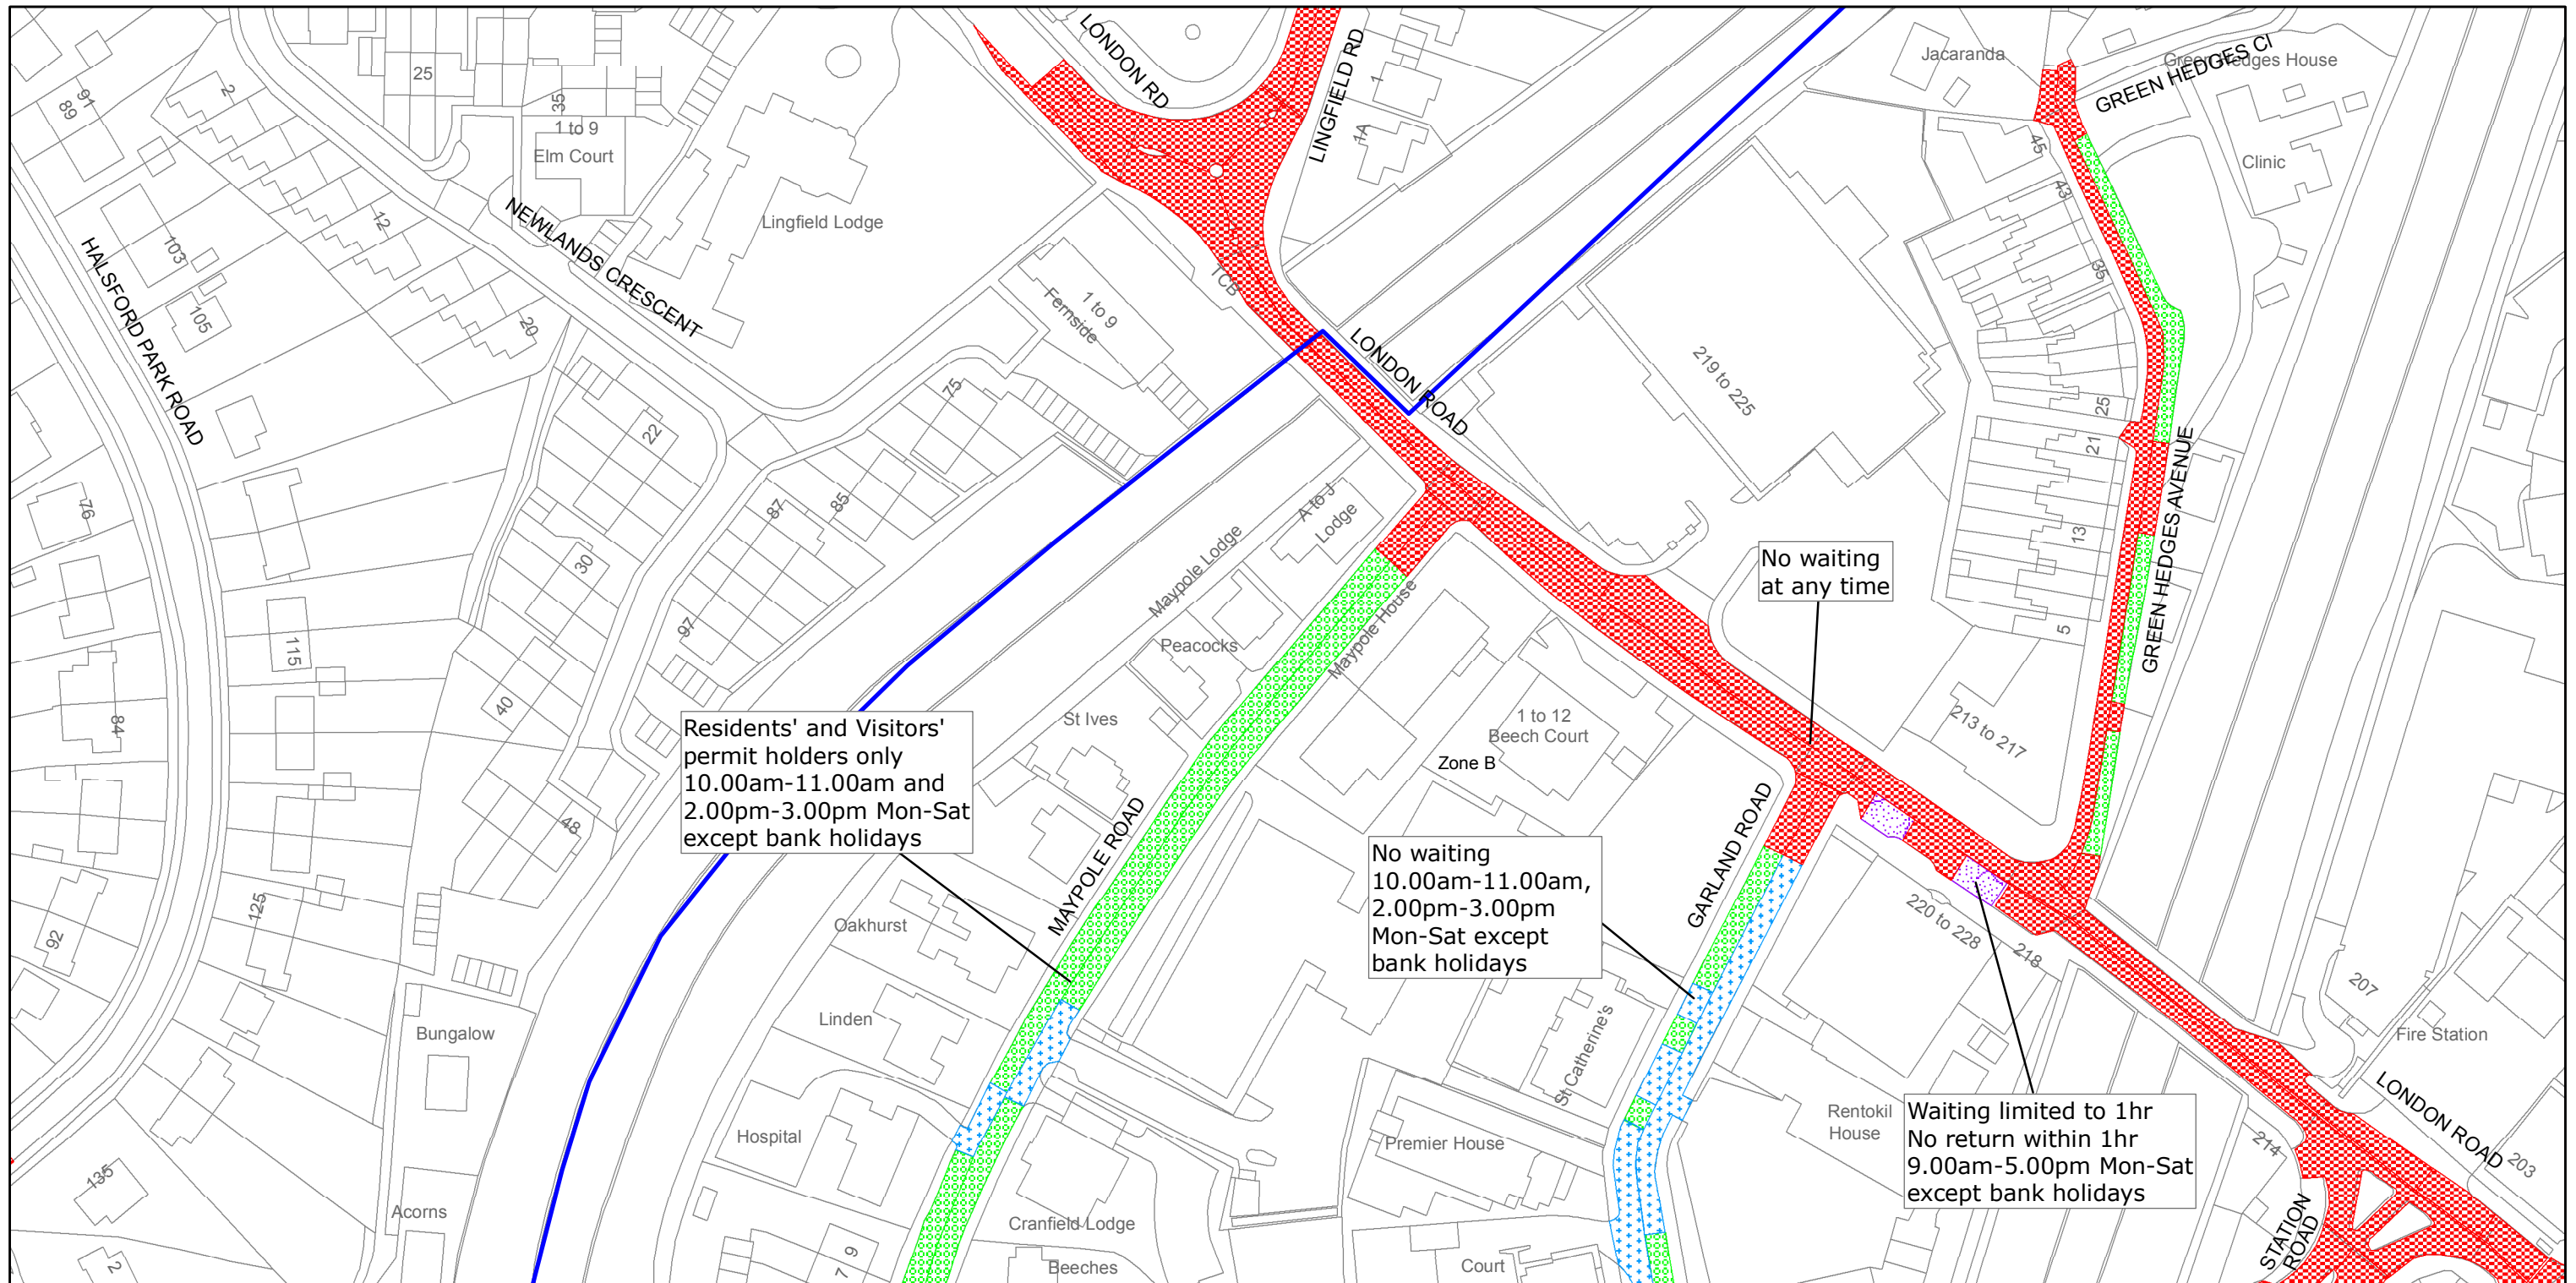 LONDON RD
LINGFIELD RD
1
1A
Jacaranda
Green Hedges House
GREEN HEDGES Cl
Clinic
91
89
2
25
35
1 to 9
Elm Court
12
103
105
20
NEWLANDS CRESCENT
HALSFORD PARK ROAD
Lingfield Lodge
TCB
1 to 9
Fernside
LONDON ROAD
219 to 225
45
43
35
25
21
13
5
GREEN HEDGES AVENUE
75
22
85
87
30
97
76
115
84
40
48
125
92
135
2
A to J
Lodge
Maypole Lodge
Maypole House
Peacocks
St Ives
No waiting
at any time
1 to 12
Beech Court
Zone B
213 to 217
Residents' and Visitors'
permit holders only
10.00am-11.00am and
2.00pm-3.00pm Mon-Sat
except bank holidays
MAYPOLE ROAD
GARLAND ROAD
No waiting
10.00am-11.00am,
2.00pm-3.00pm
Mon-Sat except
bank holidays
220 to 228
218
207
Fire Station
Oakhurst
Linden
Bungalow
Hospital
Acorns
St Catherine's
Premier House
Rentokil
House
Waiting limited to 1hr
No return within 1hr
9.00am-5.00pm Mon-Sat
except bank holidays
LONDON ROAD
203
214
STATION
ROAD
Cranfield Lodge
Beeches
7
9
Court